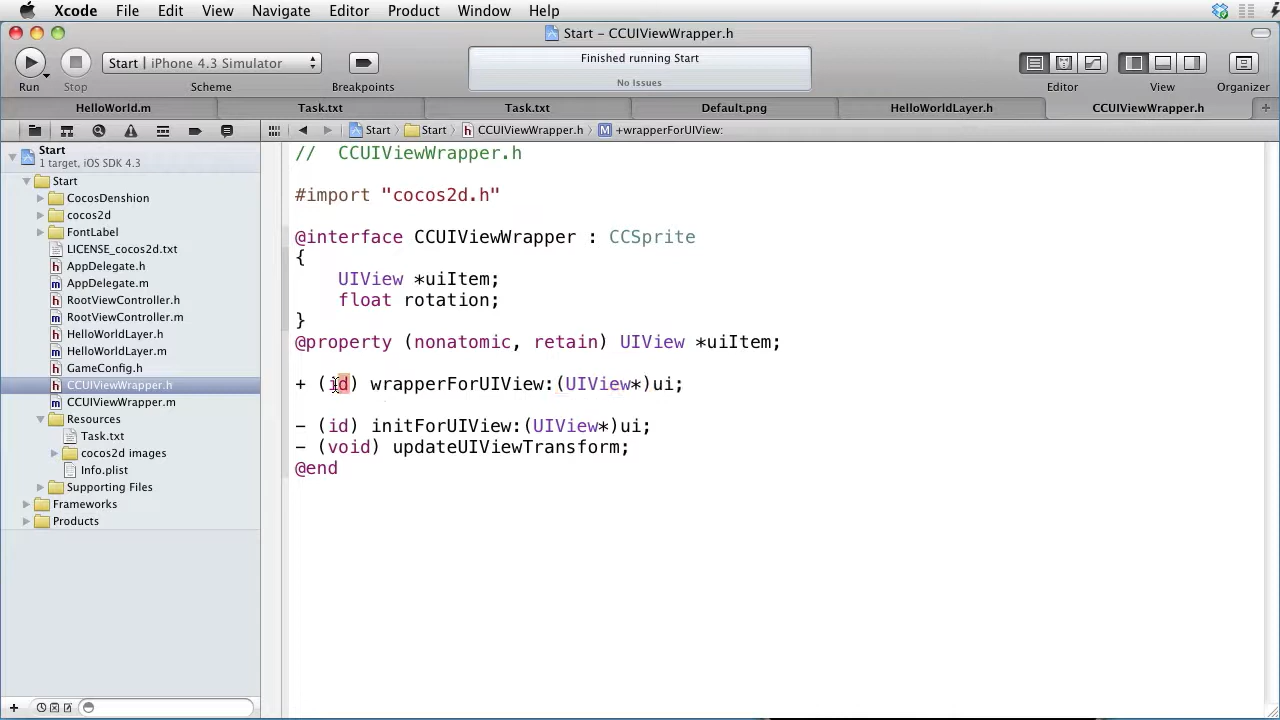 Xcode File Edit View Navigate Editor Product Window Help
Start – CCUIViewWrapper.h
Start | iPhone 4.3 Simulator
Finished running Start
No Issues
Run Stop Scheme Breakpoints Editor View Organizer
HelloWorld.m Task.txt Task.txt Default.png HelloWorldLayer.h CCUIViewWrapper.h
Start Start CCUIViewWrapper.h M +wrapperForUIView:
Start
1 target, iOS SDK 4.3
Start
CocosDenshion
cocos2d
FontLabel
LICENSE_cocos2d.txt
AppDelegate.h
AppDelegate.m
RootViewController.h
RootViewController.m
HelloWorldLayer.h
HelloWorldLayer.m
GameConfig.h
CCUIViewWrapper.h
CCUIViewWrapper.m
Resources
Task.txt
cocos2d images
Info.plist
Supporting Files
Frameworks
Products
//  CCUIViewWrapper.h
#import "cocos2d.h"
@interface CCUIViewWrapper : CCSprite
{
    UIView *uiItem;
    float rotation;
}
@property (nonatomic, retain) UIView *uiItem;
+ (id) wrapperForUIView:(UIView*)ui;
- (id) initForUIView:(UIView*)ui;
- (void) updateUIViewTransform;
@end